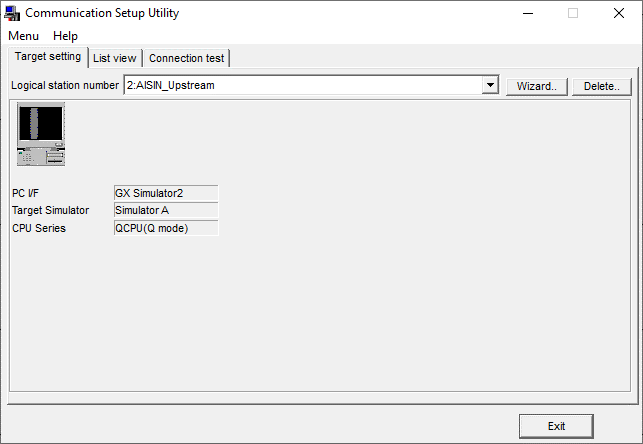 Communication Setup Utility
Menu Help
Target setting List view Connection test
Logical station number 2:AISIN_Upstream Wizard.. Delete..
PC I/F GX Simulator2
Target Simulator Simulator A
CPU Series QCPU(Q mode)
Exit